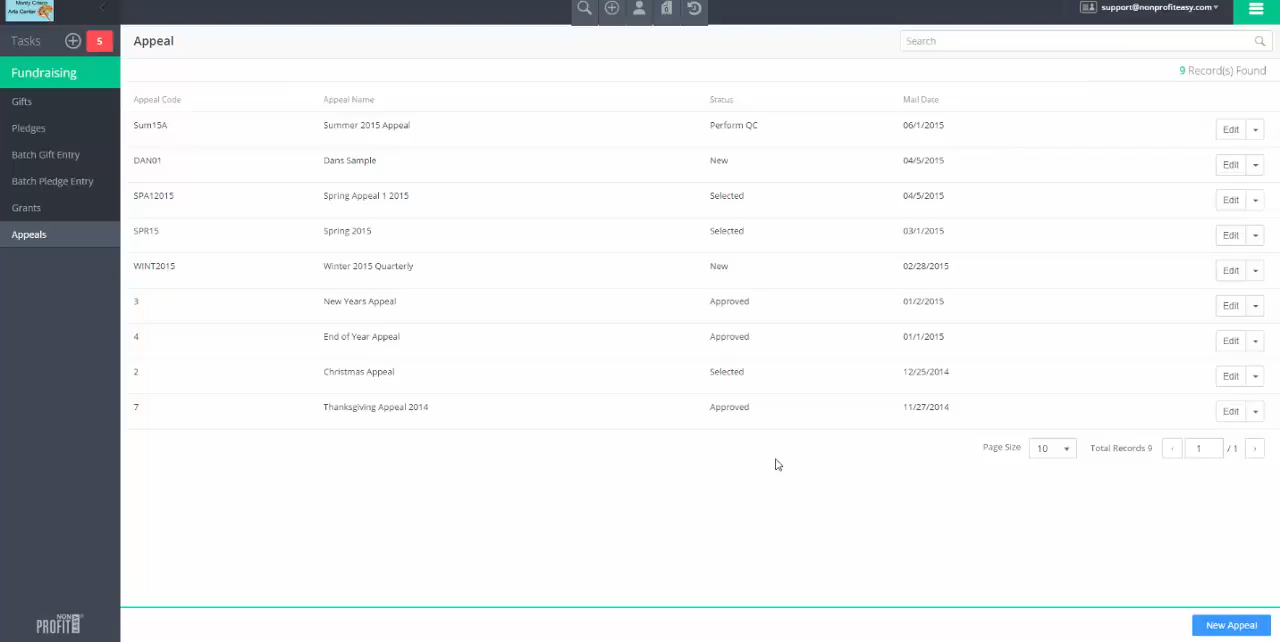 Monty Crisco
Arts Center
support@nonprofiteasy.com
Tasks
5
Appeal
Search
Fundraising
9 Record(s) Found
Gifts
Pledges
Batch Gift Entry
Batch Pledge Entry
Grants
Appeals
Appeal Code Appeal Name Status Mail Date
Sum15A Summer 2015 Appeal Perform QC 06/1/2015 Edit
DAN01 Dans Sample New 04/5/2015 Edit
SPA12015 Spring Appeal 1 2015 Selected 04/5/2015 Edit
SPR15 Spring 2015 Selected 03/1/2015 Edit
WINT2015 Winter 2015 Quarterly New 02/28/2015 Edit
3 New Years Appeal Approved 01/2/2015 Edit
4 End of Year Appeal Approved 01/1/2015 Edit
2 Christmas Appeal Selected 12/25/2014 Edit
7 Thanksgiving Appeal 2014 Approved 11/27/2014 Edit
Page Size 10 Total Records 9 ‹ 1 / 1 ›
NON
PROFIT
New Appeal